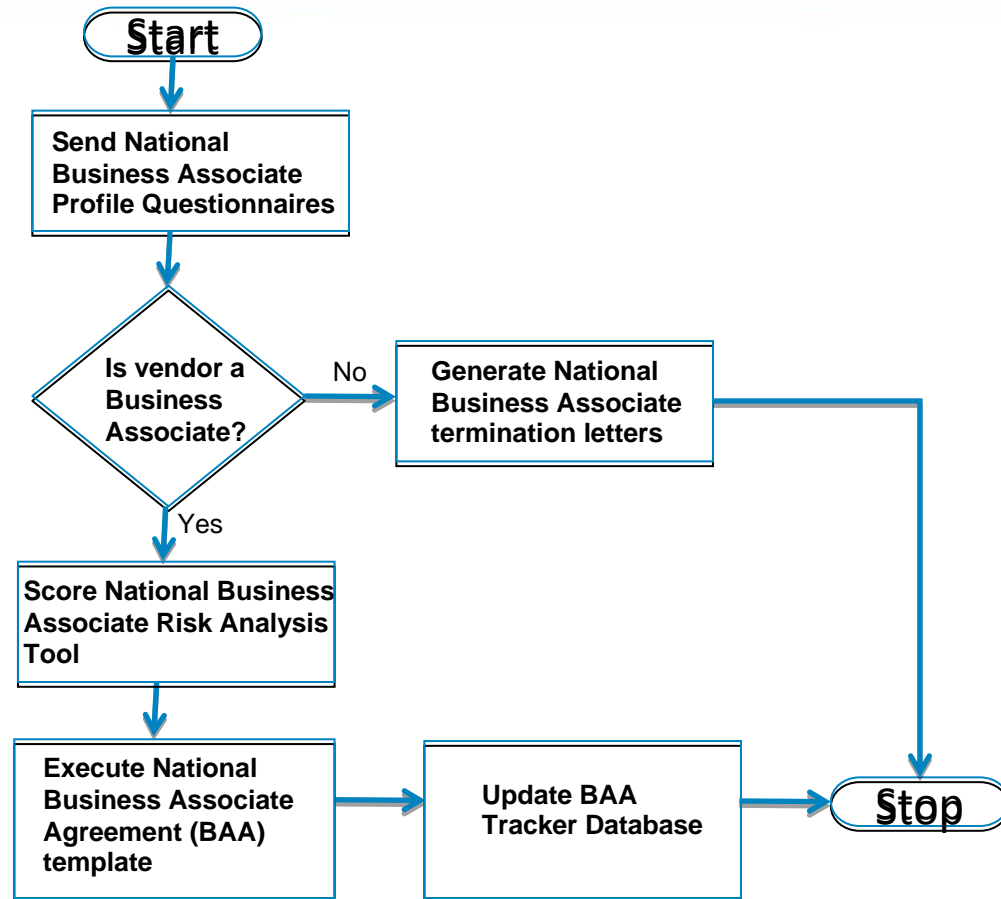 Start
Send National
Business Associate
Profile Questionnaires
Is vendor a
Business
Associate?
No
Generate National
Business Associate
termination letters
Yes
Score National Business
Associate Risk Analysis
Tool
Execute National
Business Associate
Agreement (BAA)
template
Update BAA
Tracker Database
Stop